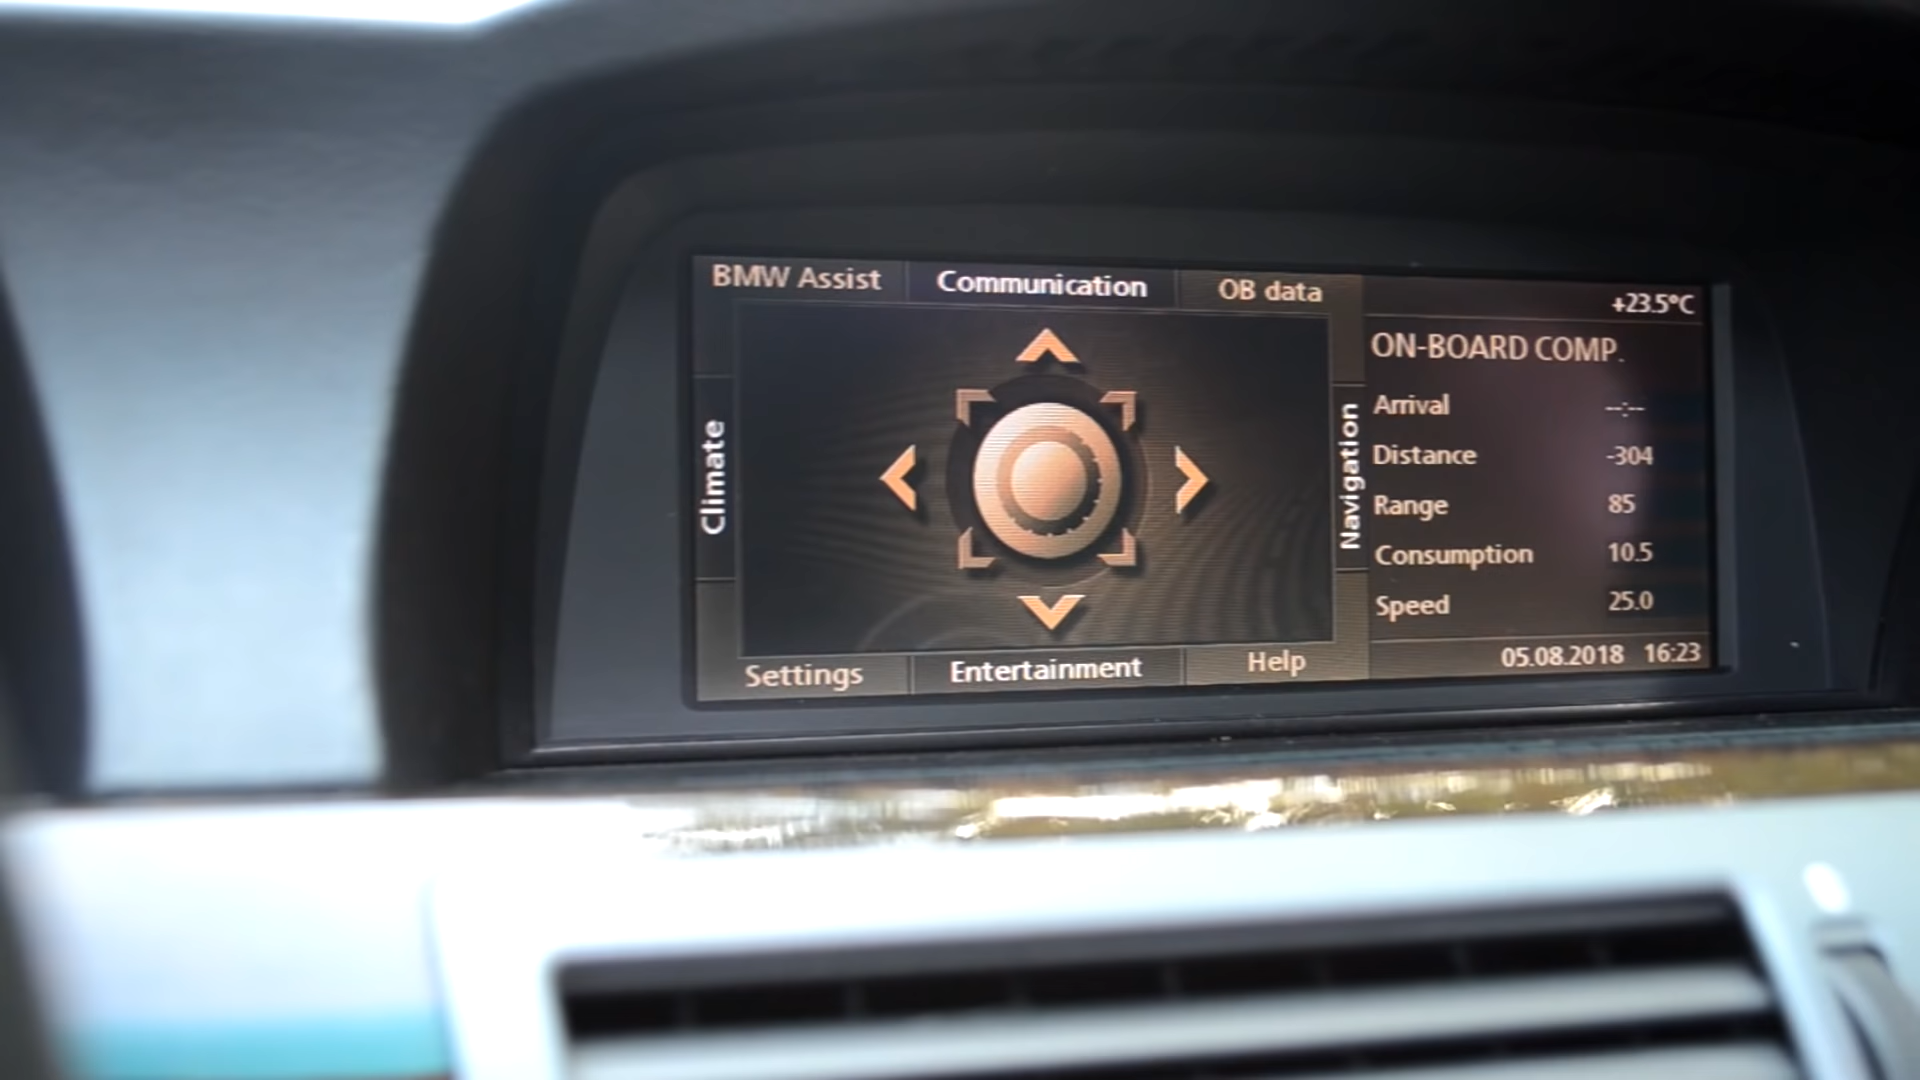 BMW Assist
Communication
OB data
+23.5°C
Climate
Navigation
ON-BOARD COMP.
Arrival --:--
Distance -304
Range 85
Consumption 10.5
Speed 25.0
Settings
Entertainment
Help
05.08.2018 16:23